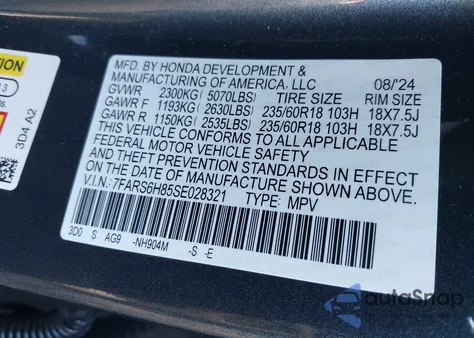 MFD. BY HONDA DEVELOPMENT &
MANUFACTURING OF AMERICA, LLC 08/'24
GVWR 2300KG( 5070LBS) TIRE SIZE RIM SIZE
GAWR F 1193KG( 2630LBS) 235/60R18 103H 18X7.5J
GAWR R 1150KG( 2535LBS) 235/60R18 103H 18X7.5J
THIS VEHICLE CONFORMS TO ALL APPLICABLE
FEDERAL MOTOR VEHICLE SAFETY
AND THEFT PREVENTION STANDARDS IN EFFECT
ON THE DATE OF MANUFACTURE SHOWN ABOVE.
V.I.N.: 7FARS6H85SE028321 TYPE: MPV
3D0 S AG9 -NH904M -S -E
3D4 A2
autoSnap